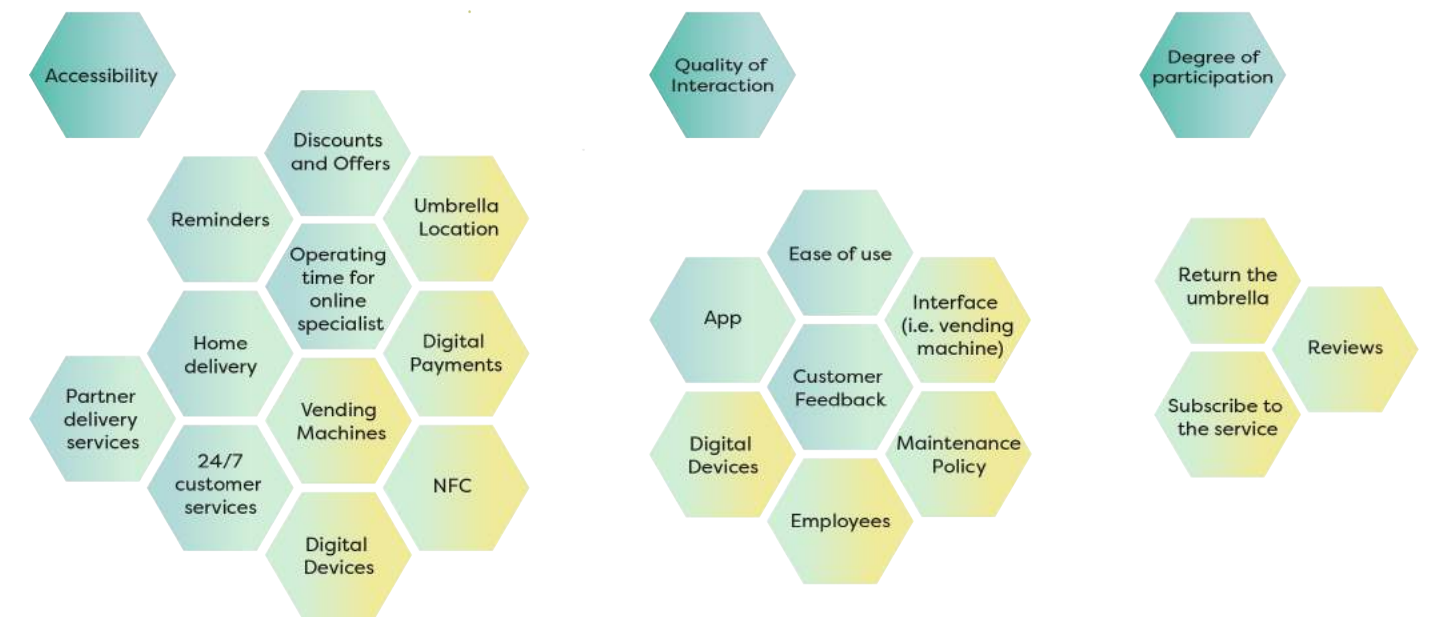 Accessibility
Discounts
and Offers
Reminders
Umbrella
Location
Operating
time for
online
specialist
Home
delivery
Digital
Payments
Partner
delivery
services
Vending
Machines
24/7
customer
services
NFC
Digital
Devices
Quality of
Interaction
Ease of use
App
Interface
(i.e. vending
machine)
Customer
Feedback
Digital
Devices
Maintenance
Policy
Employees
Degree of
participation
Return the
umbrella
Reviews
Subscribe to
the service